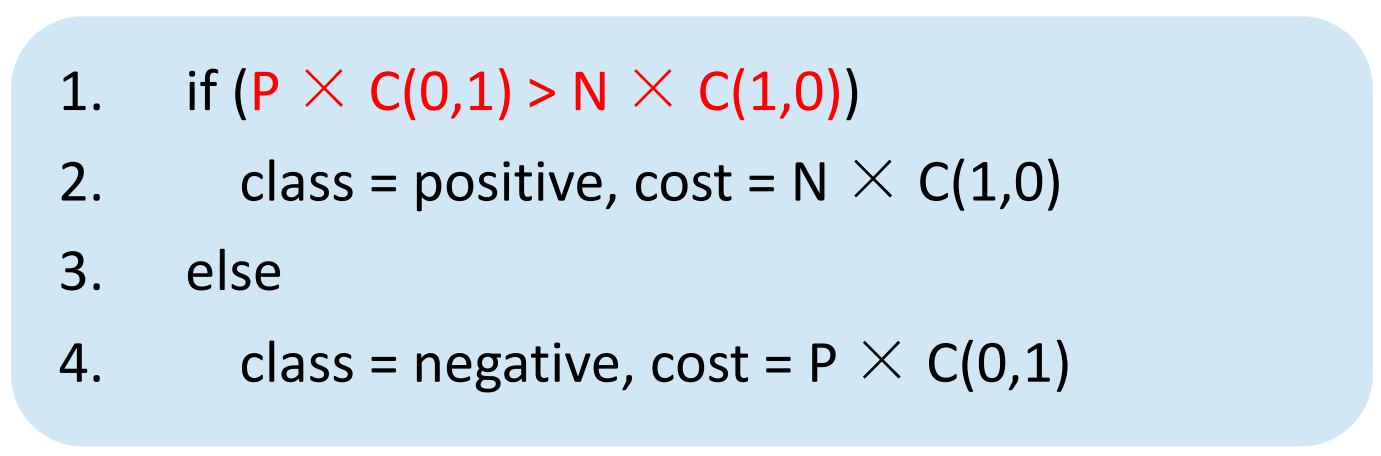 1. if (P × C(0,1) > N × C(1,0))
2. class = positive, cost = N × C(1,0)
3. else
4. class = negative, cost = P × C(0,1)